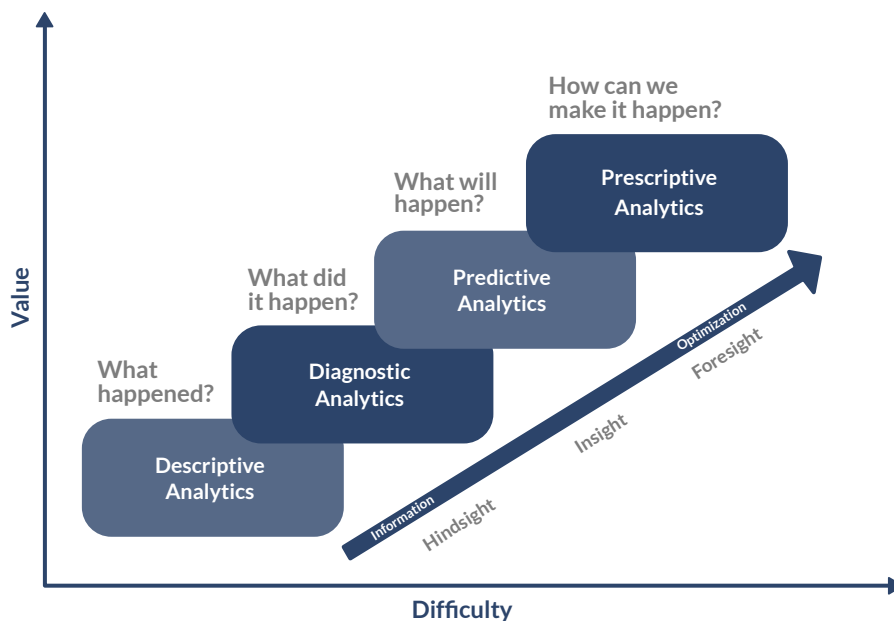 How can we
make it happen?
Prescriptive
Analytics
What will
happen?
Predictive
Analytics
What did
it happen?
Diagnostic
Analytics
What
happened?
Descriptive
Analytics
Value
Information
Optimization
Hindsight
Insight
Foresight
Difficulty